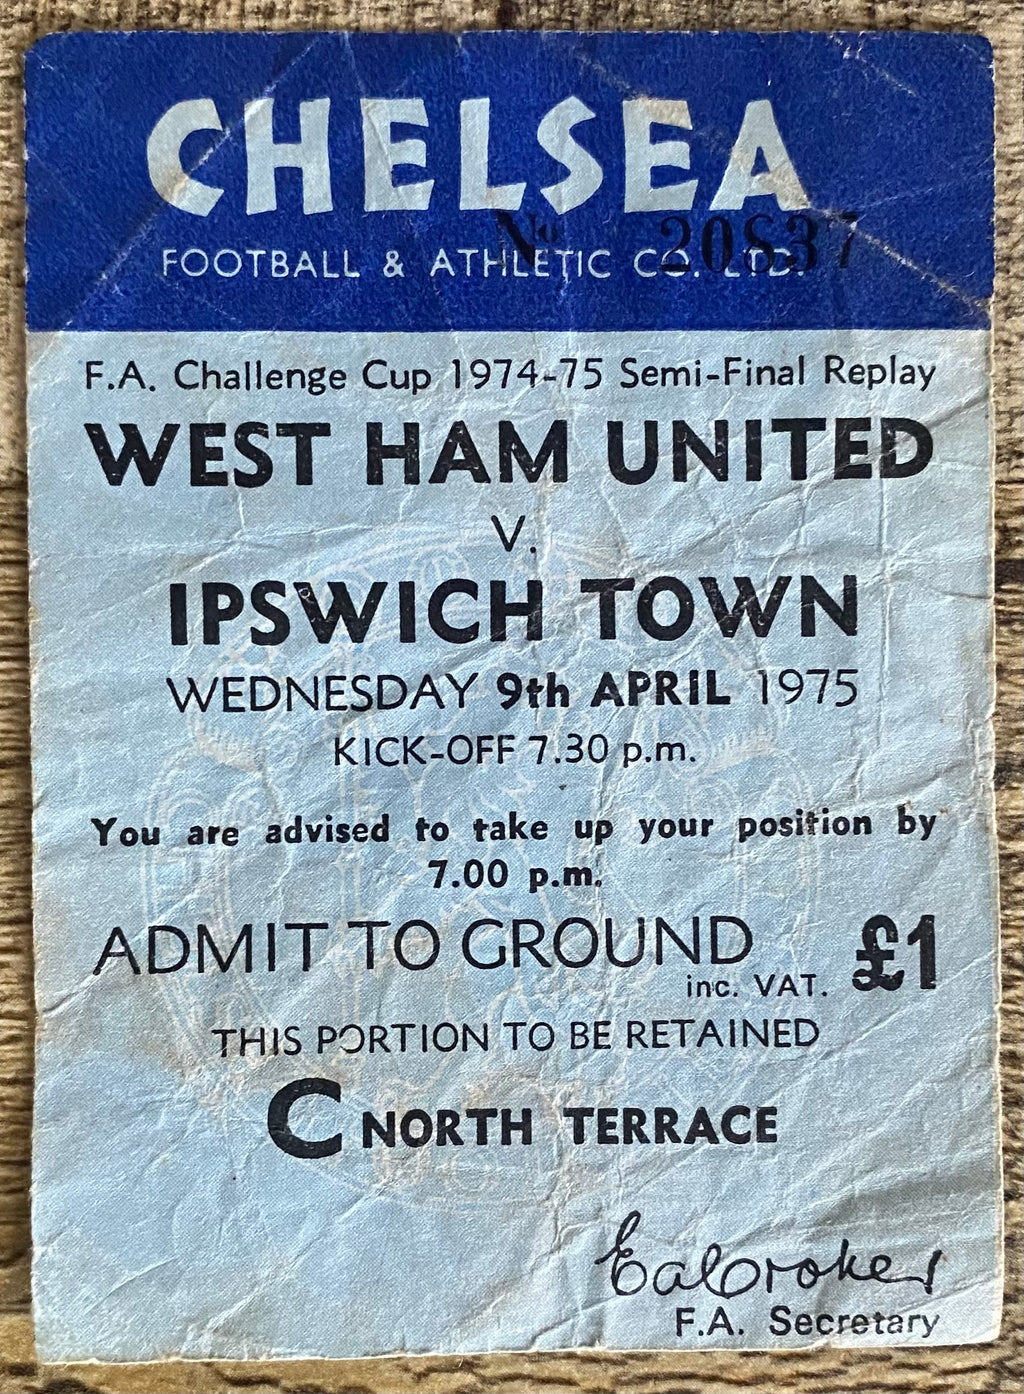 CHELSEA
No 20837
FOOTBALL & ATHLETIC CO. LTD.
F.A. Challenge Cup 1974-75 Semi-Final Replay
WEST HAM UNITED
V.
IPSWICH TOWN
WEDNESDAY 9th APRIL 1975
KICK-OFF 7.30 p.m.
You are advised to take up your position by
7.00 p.m.
ADMIT TO GROUND £1
inc. VAT.
THIS PORTION TO BE RETAINED
C NORTH TERRACE
F.A. Secretary